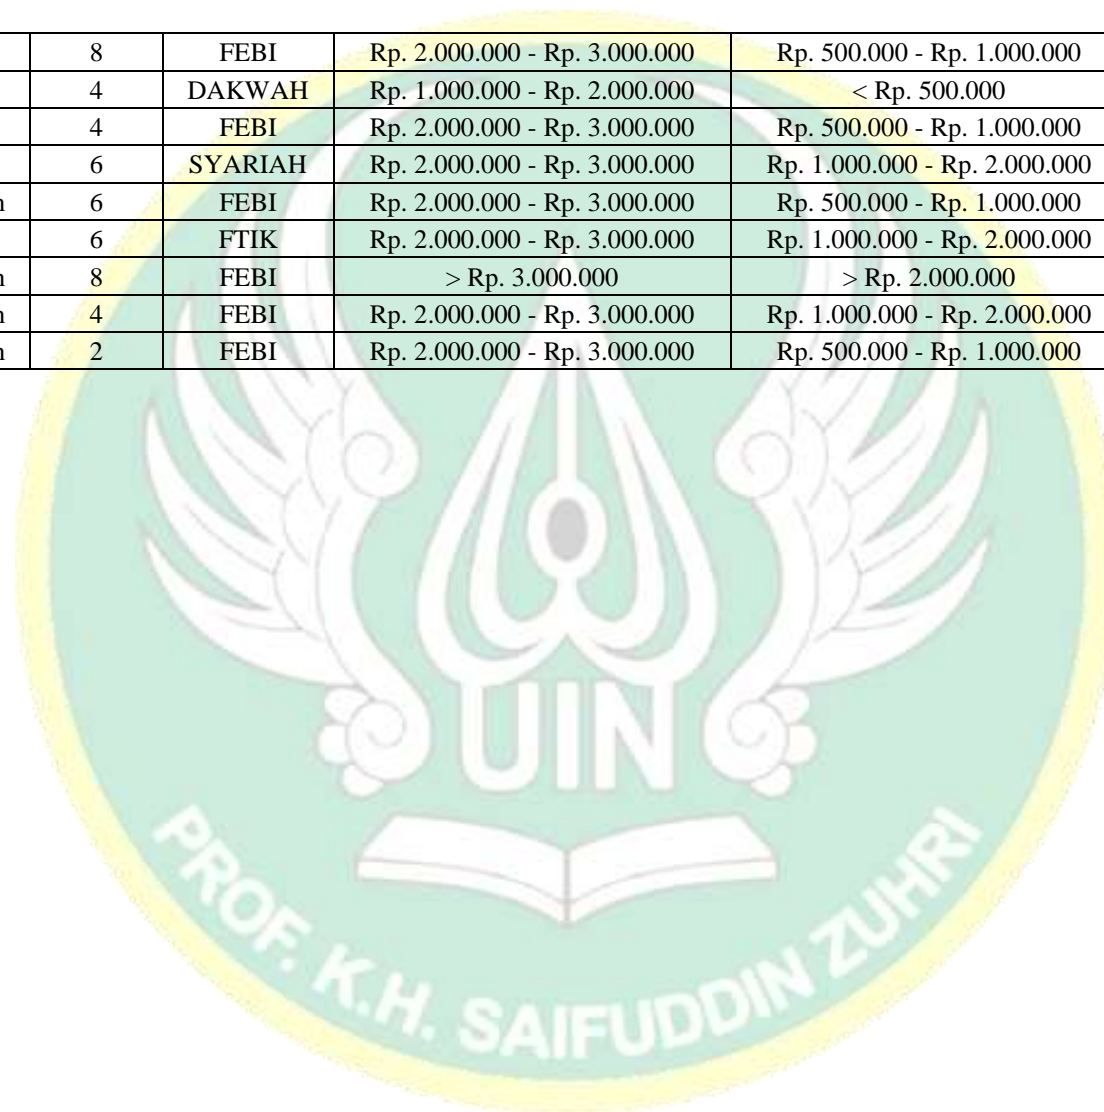 8 FEBI Rp. 2.000.000 - Rp. 3.000.000 Rp. 500.000 - Rp. 1.000.000
4 DAKWAH Rp. 1.000.000 - Rp. 2.000.000 < Rp. 500.000
4 FEBI Rp. 2.000.000 - Rp. 3.000.000 Rp. 500.000 - Rp. 1.000.000
6 SYARIAH Rp. 2.000.000 - Rp. 3.000.000 Rp. 1.000.000 - Rp. 2.000.000
6 FEBI Rp. 2.000.000 - Rp. 3.000.000 Rp. 500.000 - Rp. 1.000.000
6 FTIK Rp. 2.000.000 - Rp. 3.000.000 Rp. 1.000.000 - Rp. 2.000.000
8 FEBI > Rp. 3.000.000 > Rp. 2.000.000
4 FEBI Rp. 2.000.000 - Rp. 3.000.000 Rp. 1.000.000 - Rp. 2.000.000
2 FEBI Rp. 2.000.000 - Rp. 3.000.000 Rp. 500.000 - Rp. 1.000.000
UIN
PROF. K.H. SAIFUDDIN ZUHRI